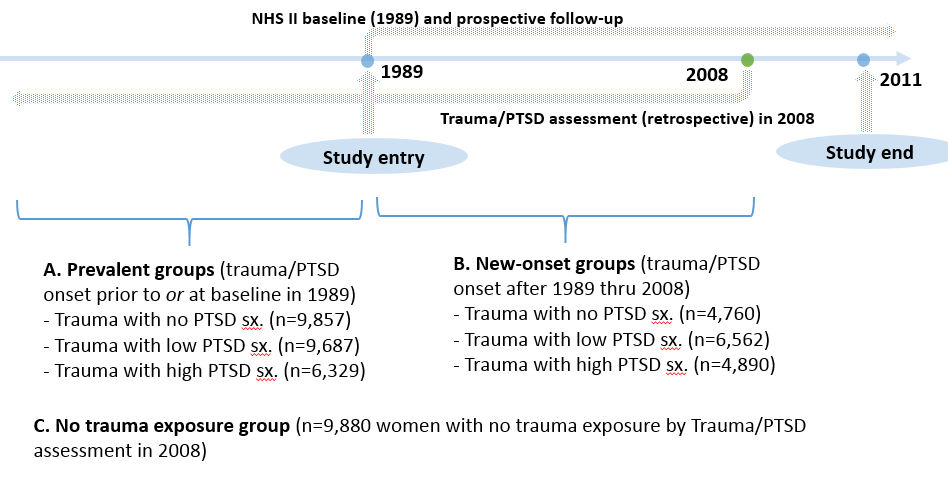 NHS II baseline (1989) and prospective follow-up
1989
2008
2011
Trauma/PTSD assessment (retrospective) in 2008
Study entry
Study end
A. Prevalent groups (trauma/PTSD
onset prior to or at baseline in 1989)
- Trauma with no PTSD sx. (n=9,857)
- Trauma with low PTSD sx. (n=9,687)
- Trauma with high PTSD sx. (n=6,329)
B. New-onset groups (trauma/PTSD
onset after 1989 thru 2008)
- Trauma with no PTSD sx. (n=4,760)
- Trauma with low PTSD sx. (n=6,562)
- Trauma with high PTSD sx. (n=4,890)
C. No trauma exposure group (n=9,880 women with no trauma exposure by Trauma/PTSD
assessment in 2008)